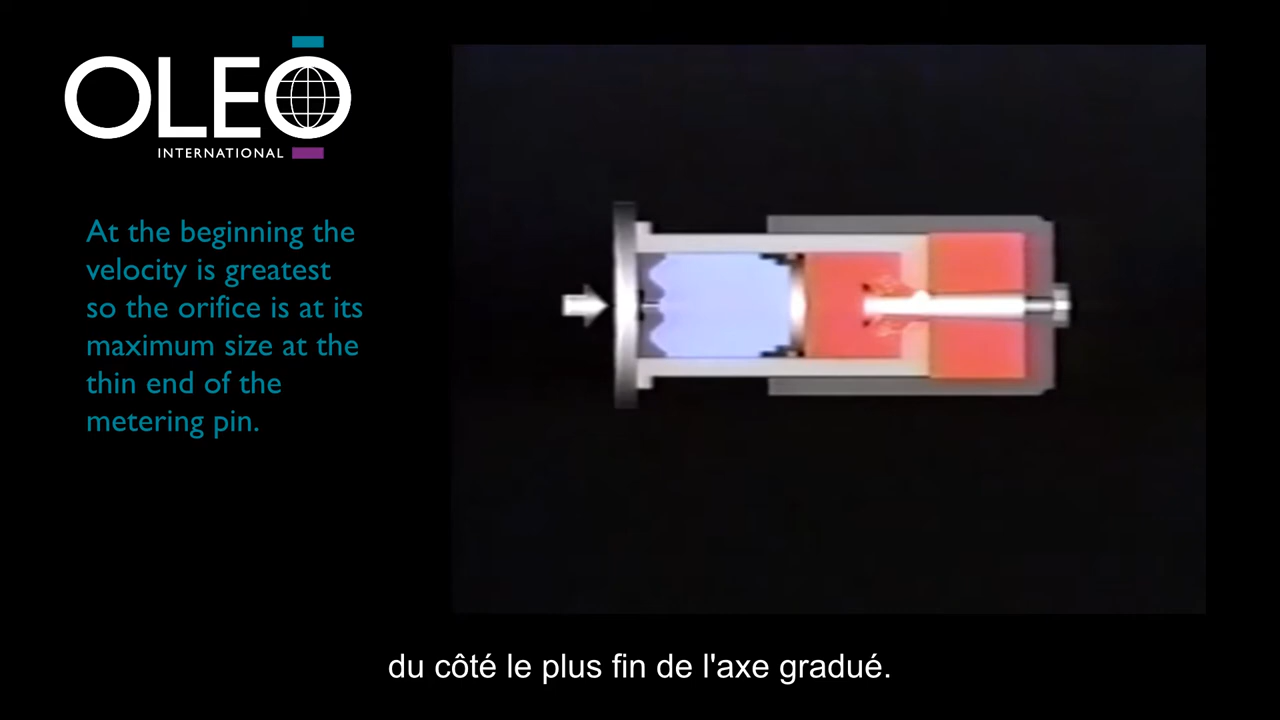 OLEO
INTERNATIONAL
At the beginning the
velocity is greatest
so the orifice is at its
maximum size at the
thin end of the
metering pin.
du côté le plus fin de l'axe gradué.